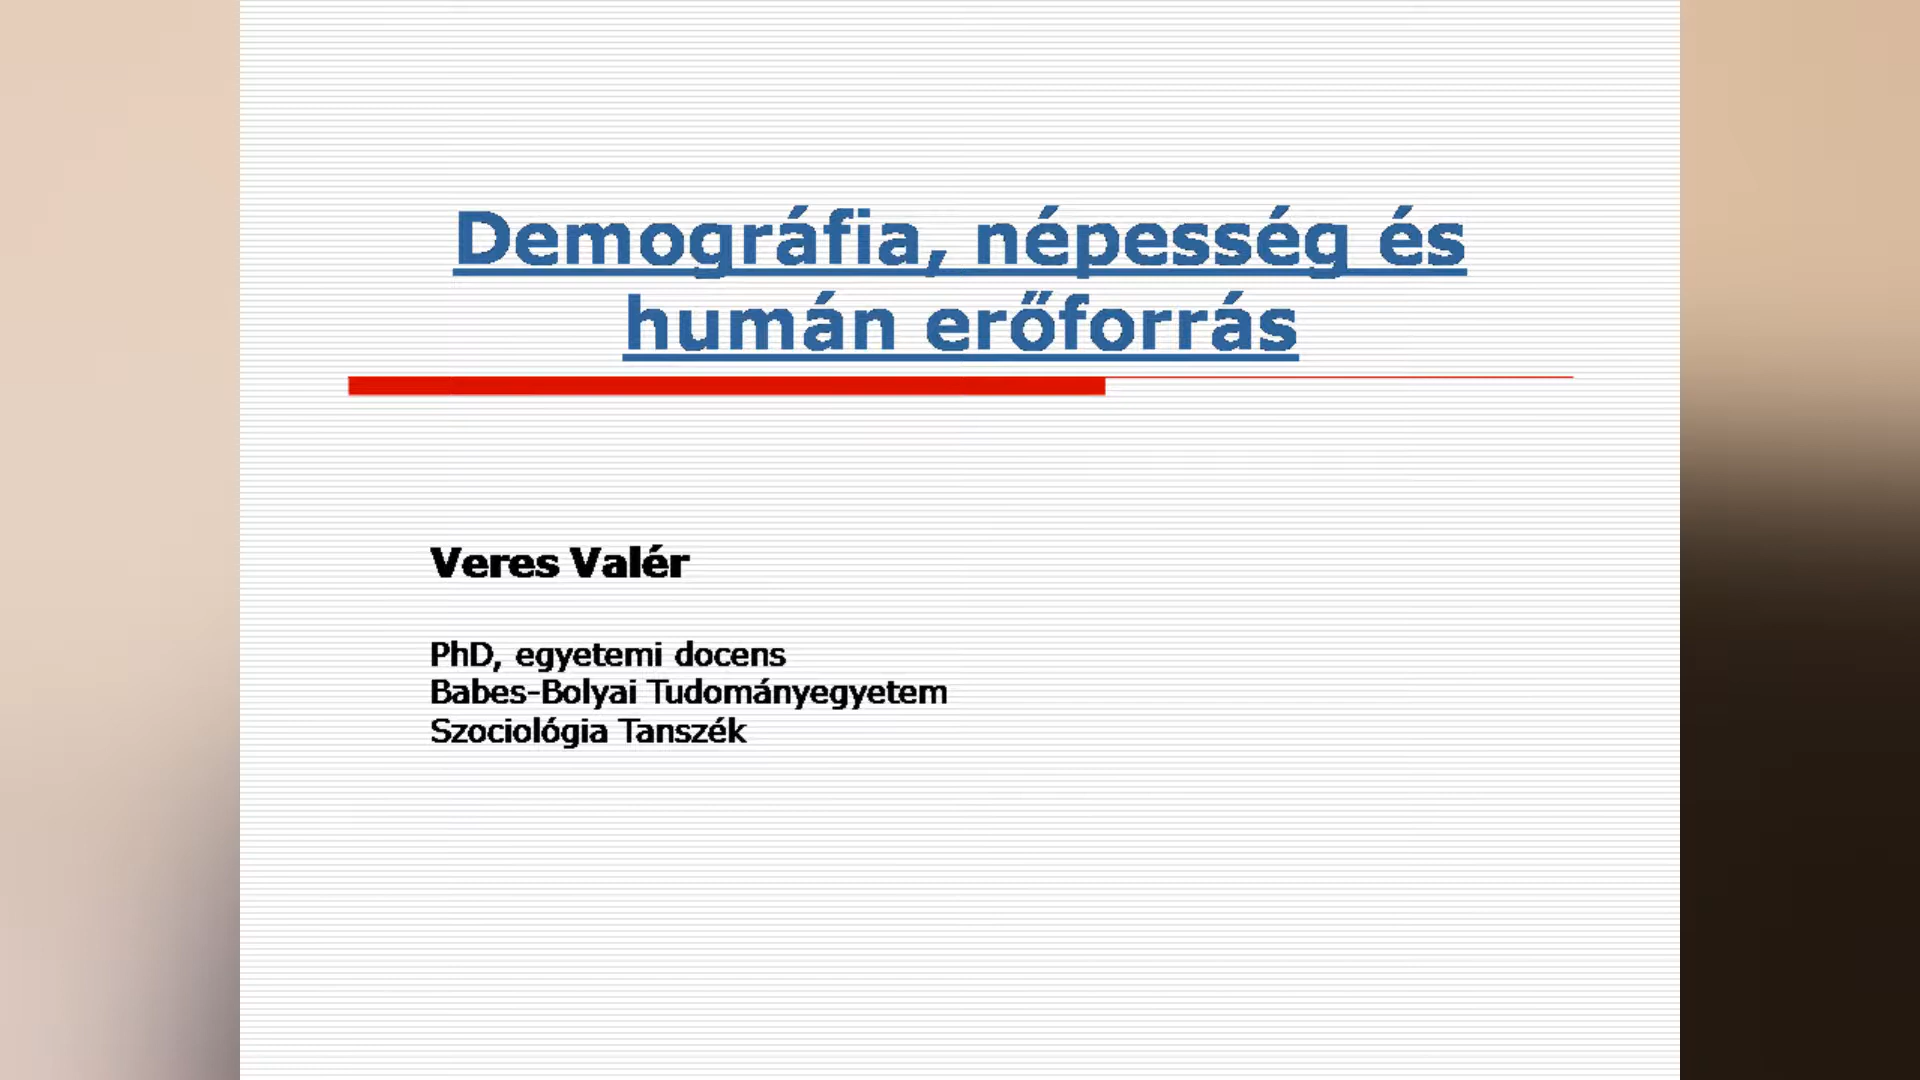 Demográfia, népesség és
humán erőforrás
Veres Valér
PhD, egyetemi docens
Babes-Bolyai Tudományegyetem
Szociológia Tanszék